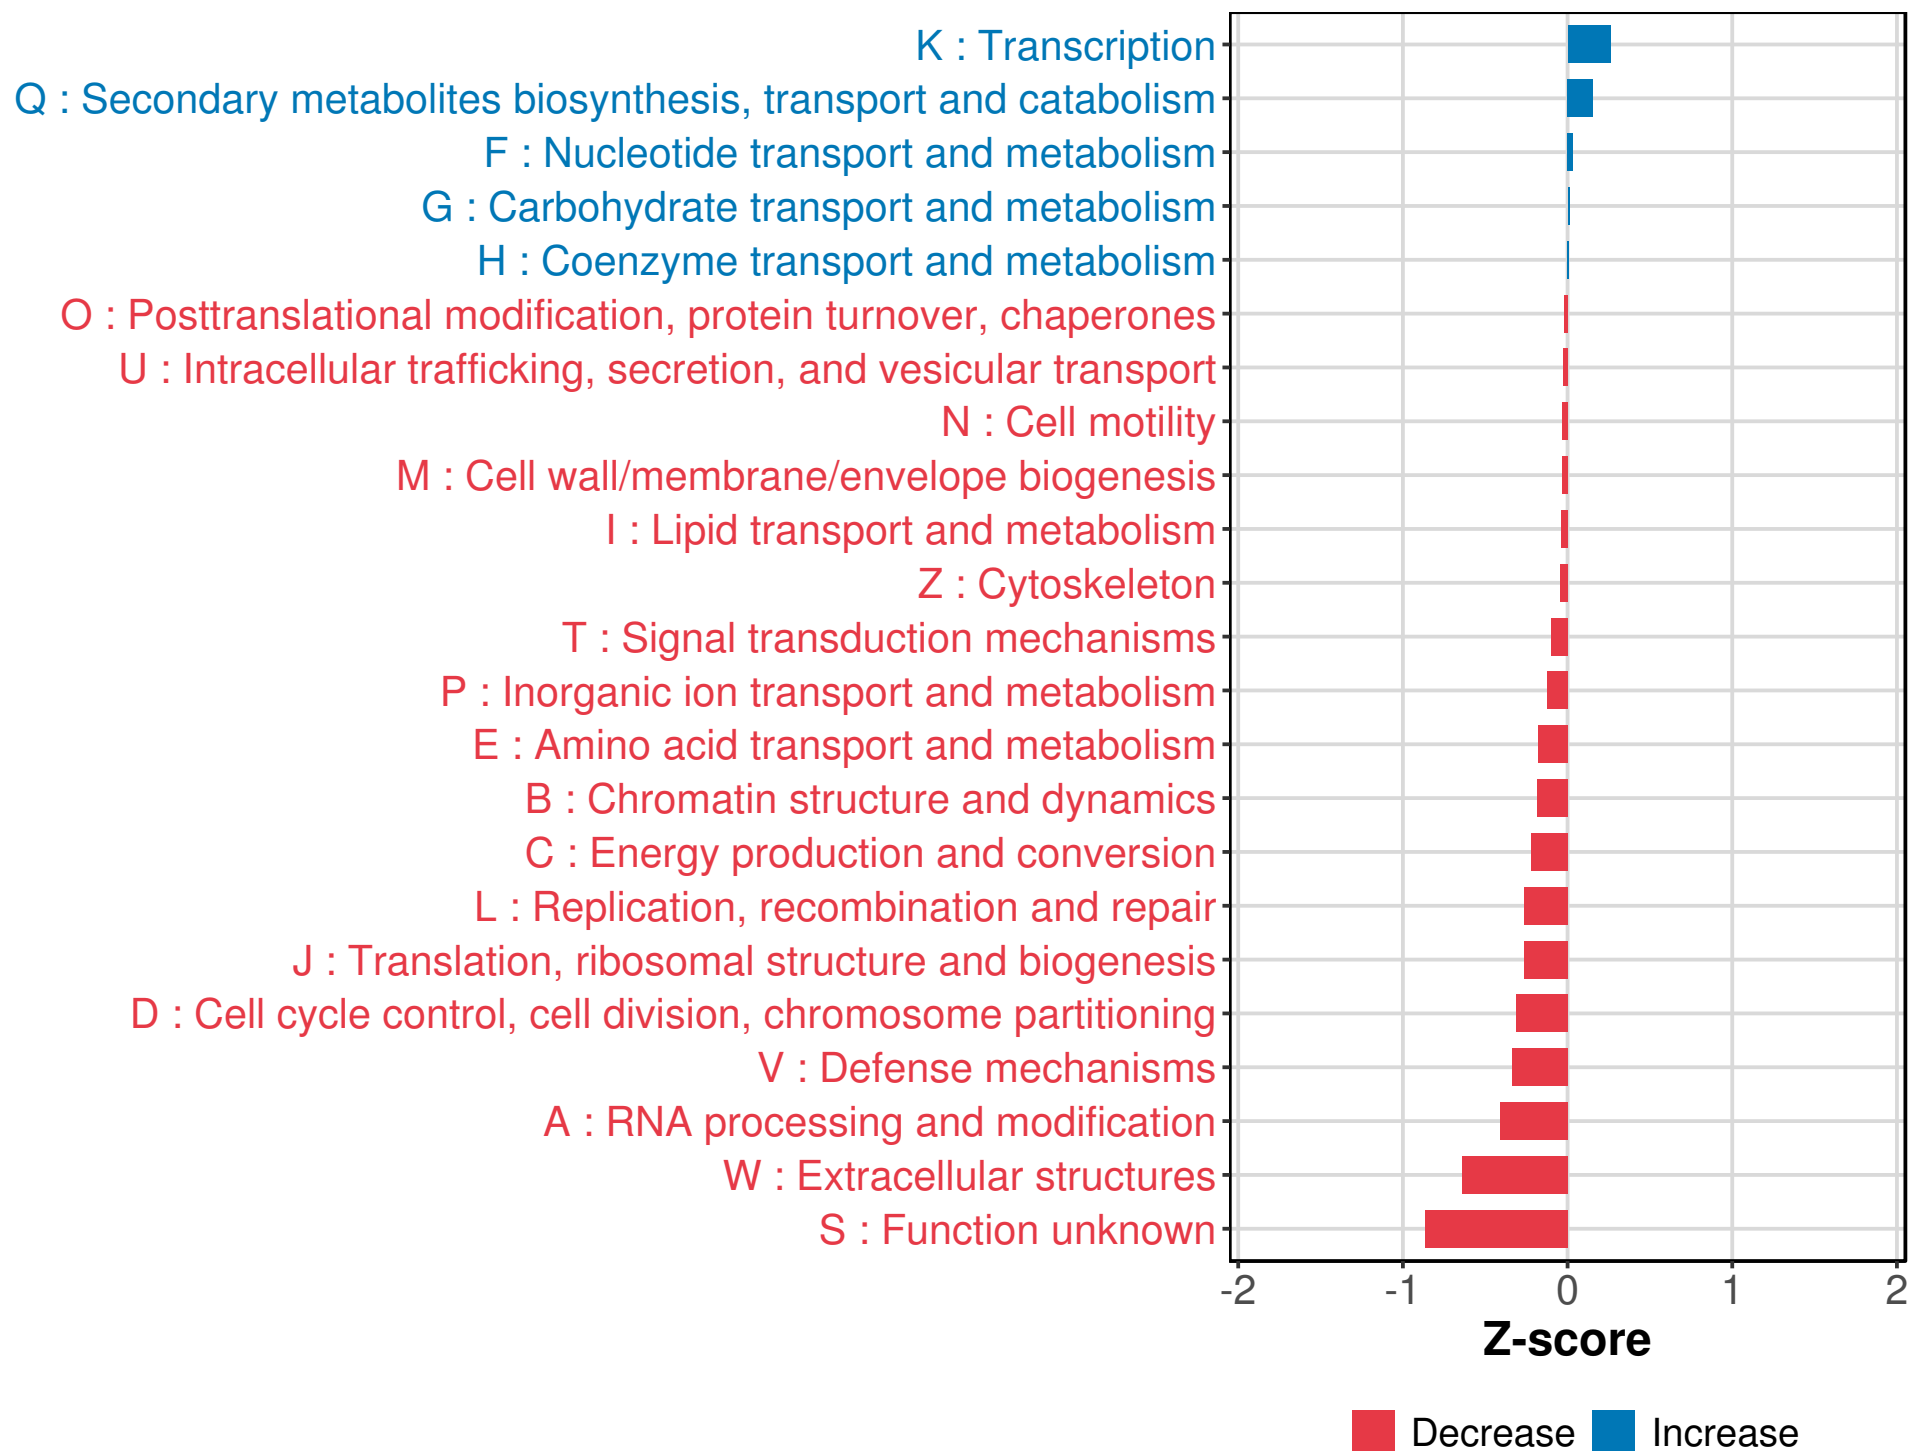 K : Transcription
Q : Secondary metabolites biosynthesis, transport and catabolism
F : Nucleotide transport and metabolism
G : Carbohydrate transport and metabolism
H : Coenzyme transport and metabolism
O : Posttranslational modification, protein turnover, chaperones
U : Intracellular trafficking, secretion, and vesicular transport
N : Cell motility
M : Cell wall/membrane/envelope biogenesis
I : Lipid transport and metabolism
Z : Cytoskeleton
T : Signal transduction mechanisms
P : Inorganic ion transport and metabolism
E : Amino acid transport and metabolism
B : Chromatin structure and dynamics
C : Energy production and conversion
L : Replication, recombination and repair
J : Translation, ribosomal structure and biogenesis
D : Cell cycle control, cell division, chromosome partitioning
V : Defense mechanisms
A : RNA processing and modification
W : Extracellular structures
S : Function unknown
-2 -1 0 1 2
Z-score
Decrease Increase